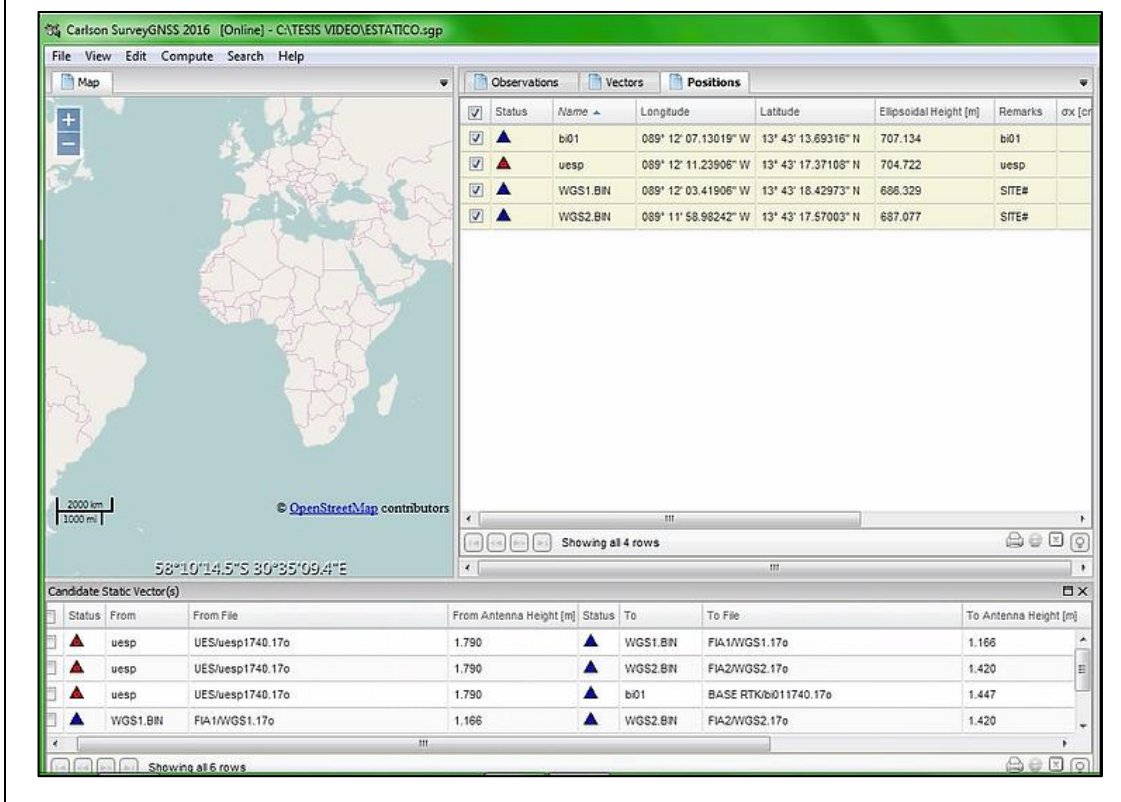 Carlson SurveyGNSS 2016 [Online] - C:\TESIS VIDEO\ESTATICO.sgp
File View Edit Compute Search Help
Map
2000 km
1000 mi
© OpenStreetMap contributors
58°10'14.5"S 30°35'09.4"E
Observations Vectors Positions
Status Name Longitude Latitude Ellipsoidal Height [m] Remarks σx [cr
bi01 089° 12' 07.13019" W 13° 43' 13.69316" N 707.134 bi01
uesp 089° 12' 11.23906" W 13° 43' 17.37108" N 704.722 uesp
WGS1.BIN 089° 12' 03.41906" W 13° 43' 18.42973" N 686.329 SITE#
WGS2.BIN 089° 11' 58.98242" W 13° 43' 17.57003" N 687.077 SITE#
Showing all 4 rows
Candidate Static Vector(s)
Status From From File From Antenna Height [m] Status To To File To Antenna Height [m]
uesp UES/uesp1740.17o 1.790 WGS1.BIN FIA1/WGS1.17o 1.166
uesp UES/uesp1740.17o 1.790 WGS2.BIN FIA2/WGS2.17o 1.420
uesp UES/uesp1740.17o 1.790 bi01 BASE RTK/bi011740.17o 1.447
WGS1.BIN FIA1/WGS1.17o 1.166 WGS2.BIN FIA2/WGS2.17o 1.420
Showing all 6 rows